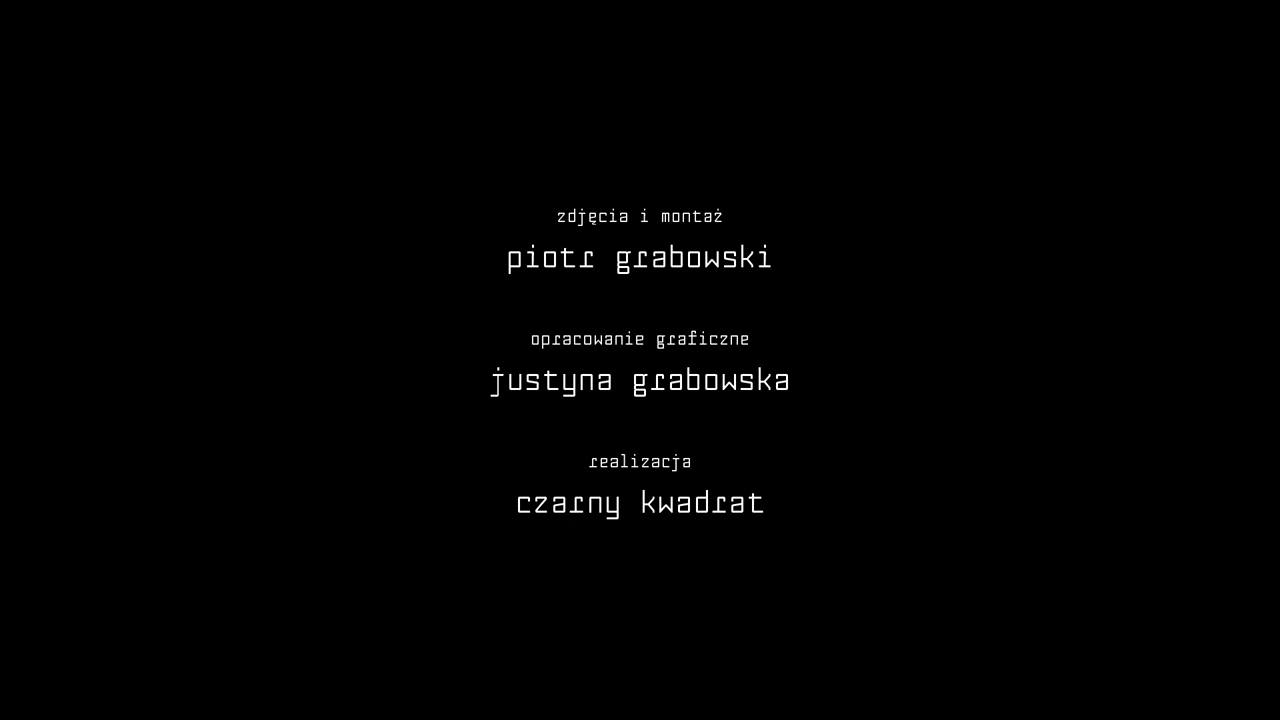 zdjęcia i montaż
piotr grabowski
opracowanie graficzne
justyna grabowska
realizacja
czarny kwadrat